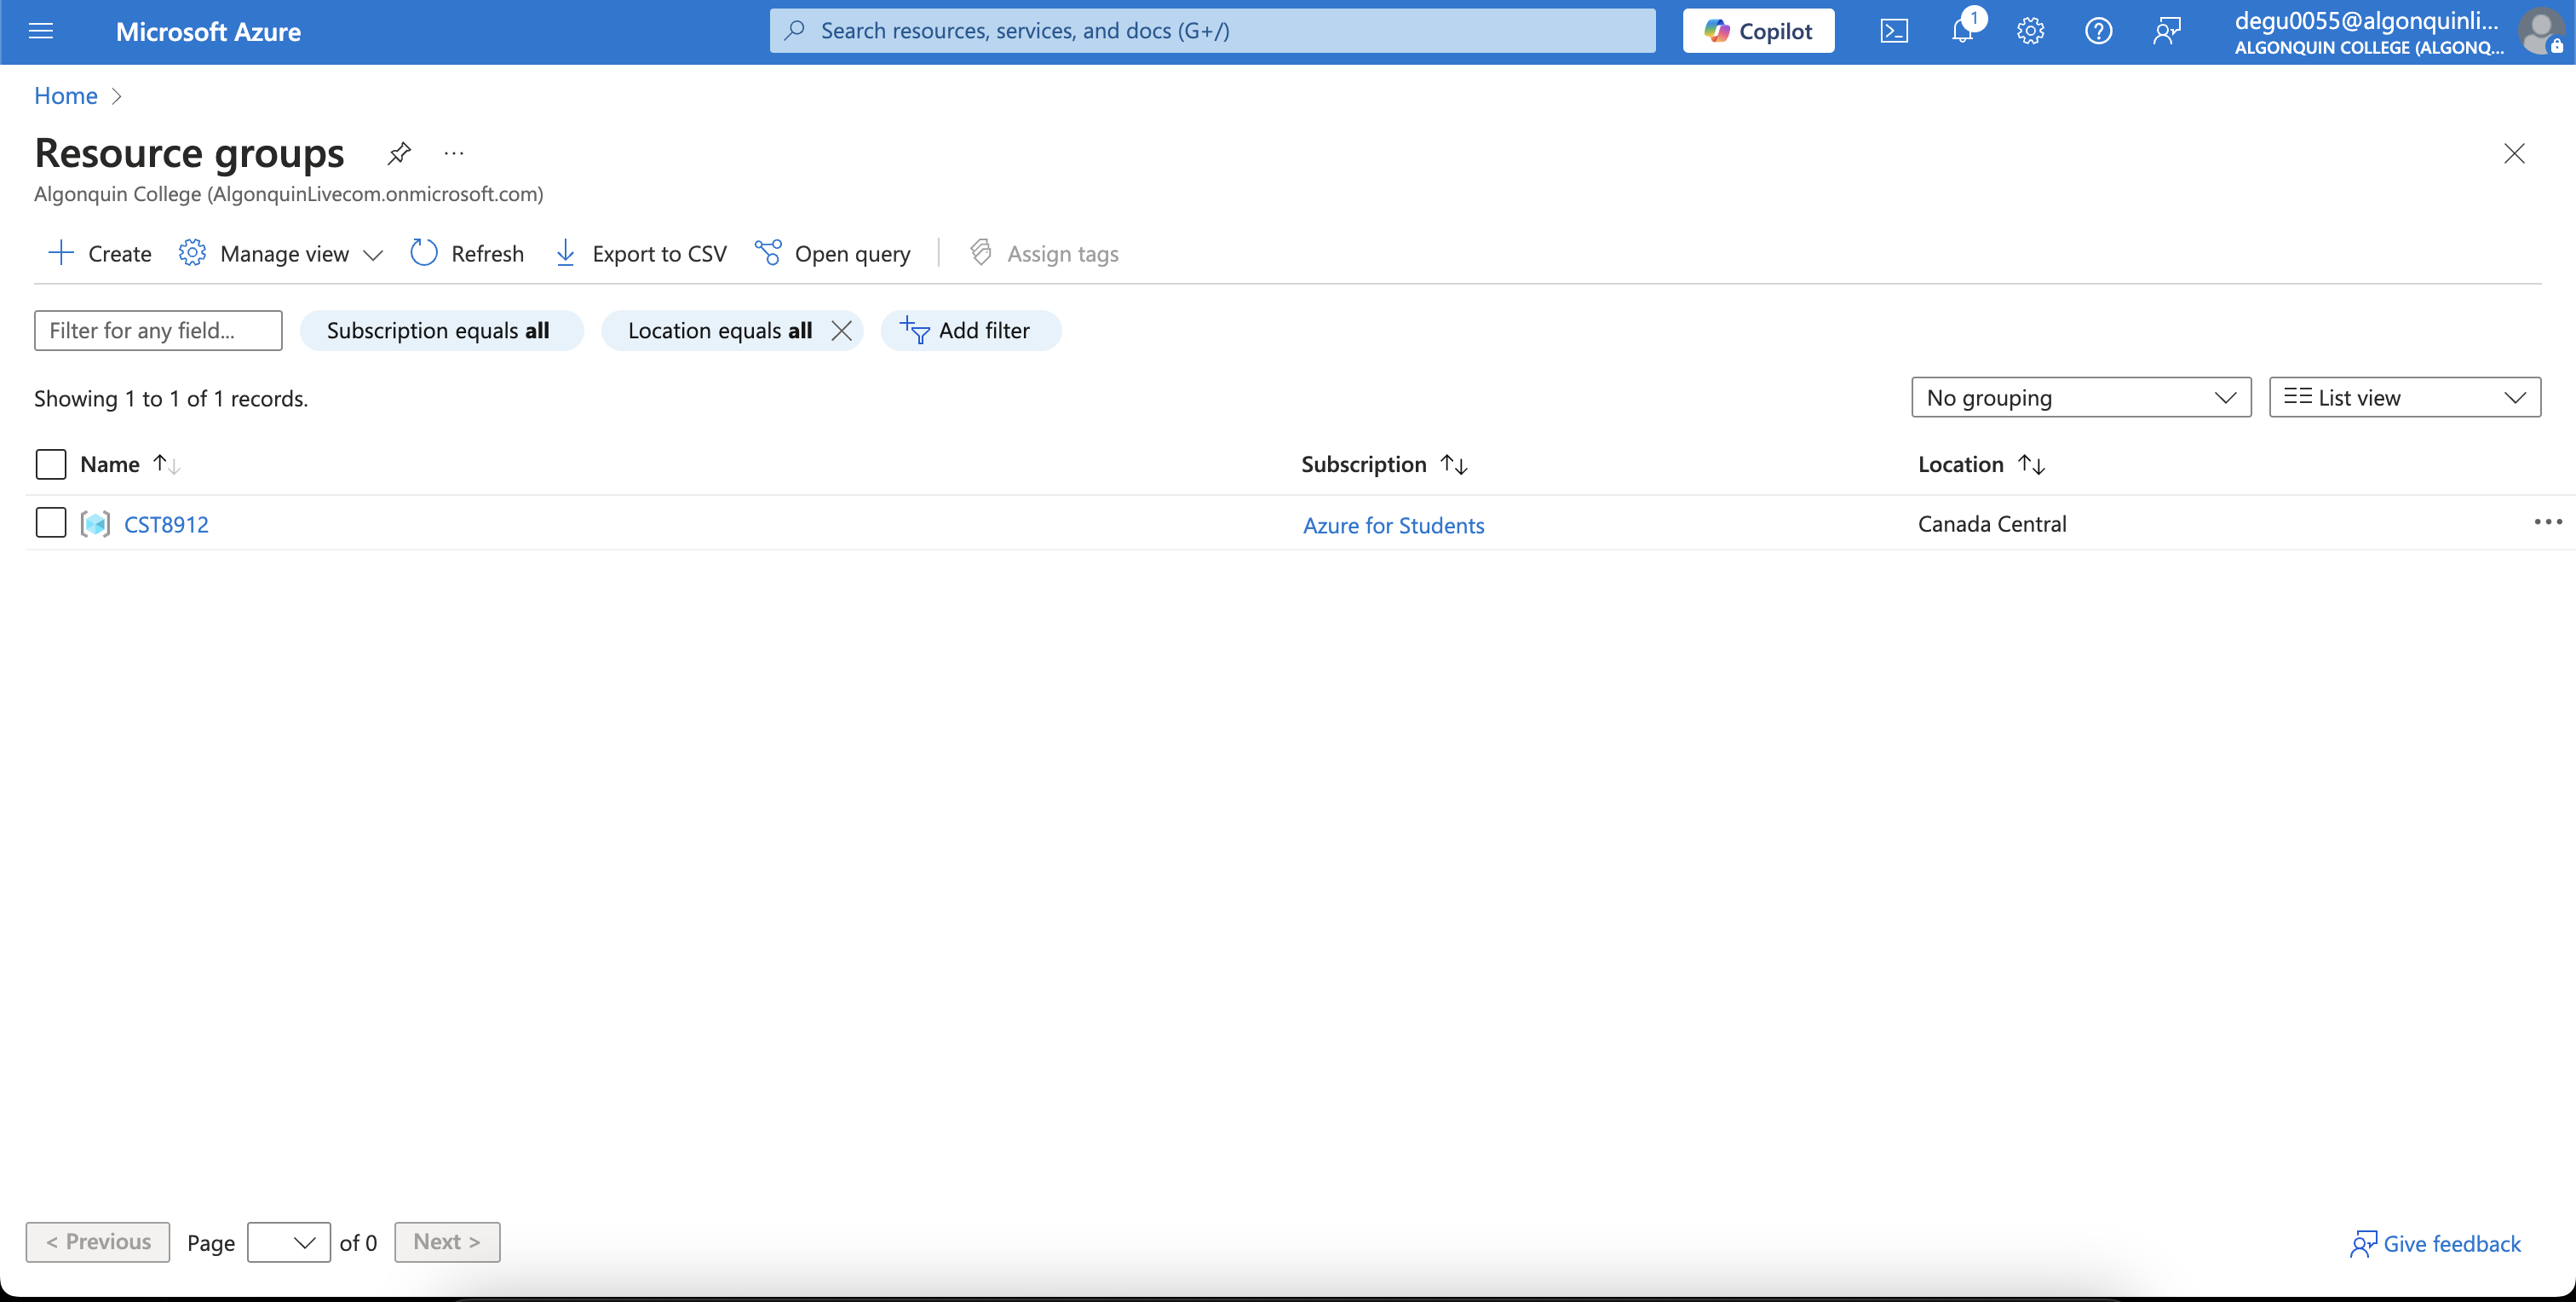 Microsoft Azure
Search resources, services, and docs (G+/)
Copilot
1
degu0055@algonquinli...
ALGONQUIN COLLEGE (ALGONQ...
Home
Resource groups
Algonquin College (AlgonquinLivecom.onmicrosoft.com)
Create Manage view Refresh Export to CSV Open query Assign tags
Filter for any field... Subscription equals all Location equals all Add filter
Showing 1 to 1 of 1 records.
No grouping List view
Name Subscription Location
CST8912 Azure for Students Canada Central
< Previous Page of 0 Next >
Give feedback